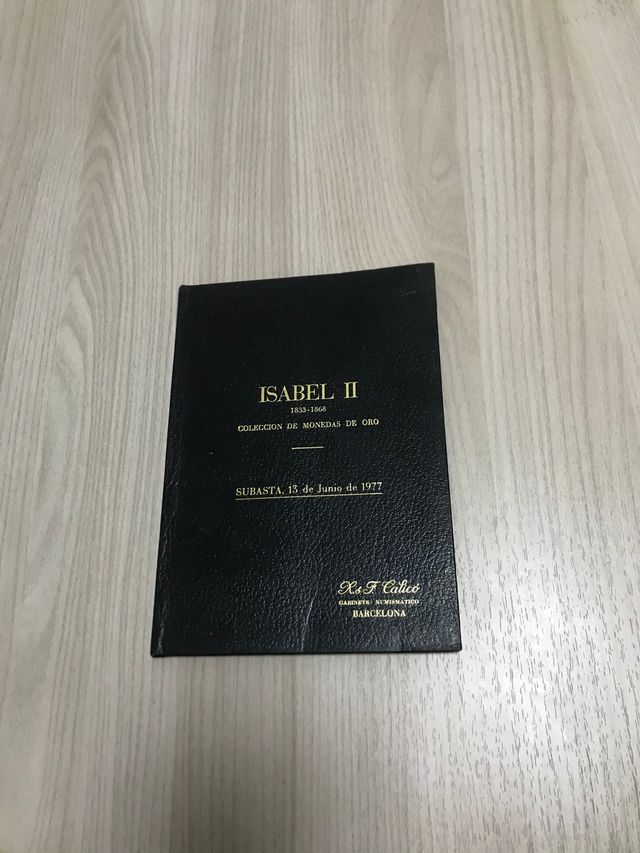 ISABEL II
1833-1868
COLECCION DE MONEDAS DE ORO
SUBASTA, 13 de Junio de 1977
X & F. Calicó
GABINETE NUMISMATICO
BARCELONA